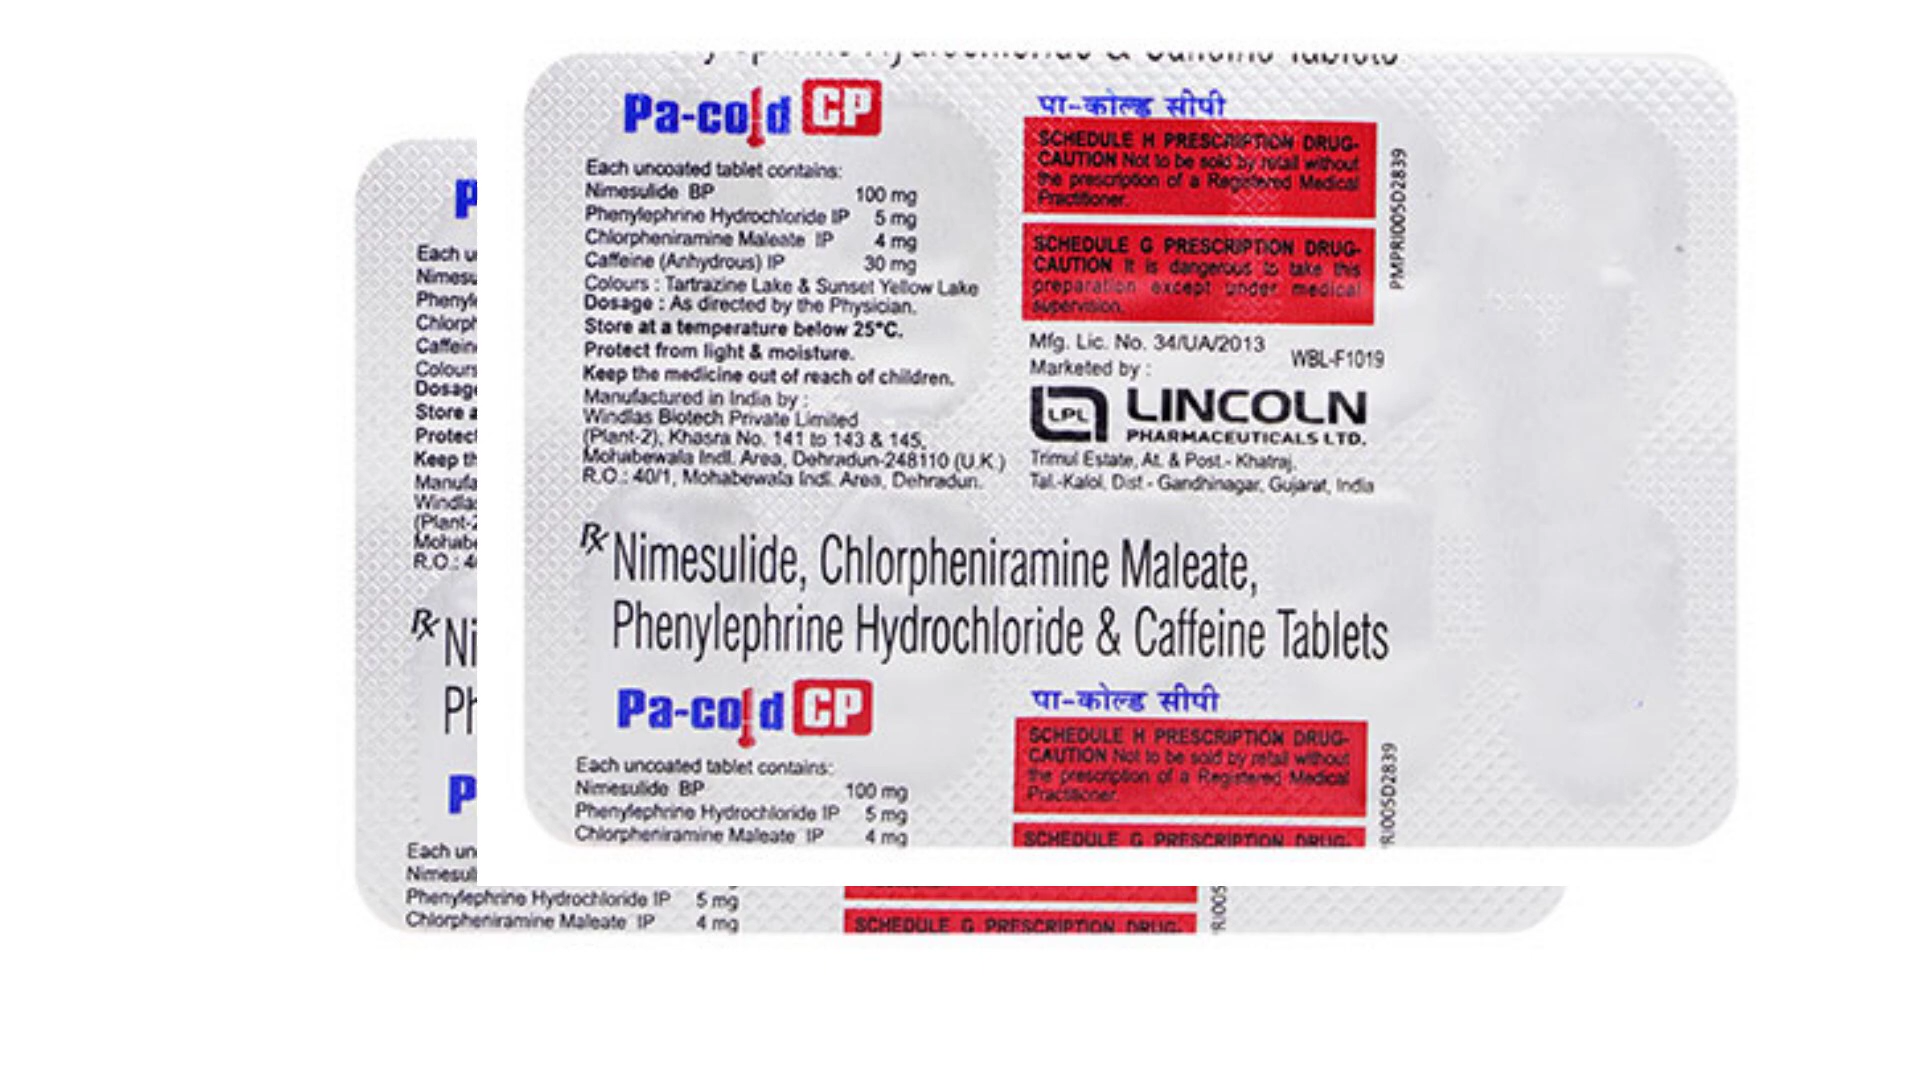 Pa-cold CP
Each uncoated tablet contains:
Nimesulide BP 100 mg
Phenylephrine Hydrochloride IP 5 mg
Chlorpheniramine Maleate IP 4 mg
Caffeine (Anhydrous) IP 30 mg
Colours : Tartrazine Lake & Sunset Yellow Lake
Dosage : As directed by the Physician.
Store at a temperature below 25°C.
Protect from light & moisture.
Keep the medicine out of reach of children.
Manufactured in India by :
Windlas Biotech Private Limited
(Plant-2), Khasra No. 141 to 143 & 145,
Mohabewala Indl. Area, Dehradun-248110 (U.K.)
R.O.: 40/1, Mohabewala Indl. Area, Dehradun.
पा-कोल्ड सीपी
SCHEDULE H PRESCRIPTION DRUG-
CAUTION Not to be sold by retail without
the prescription of a Registered Medical
Practitioner.
SCHEDULE G PRESCRIPTION DRUG-
CAUTION It is dangerous to take this
preparation except under medical
supervision.
PMPRI005D2839
Mfg. Lic. No. 34/UA/2013
WBL-F1019
Marketed by :
LPL LINCOLN
PHARMACEUTICALS LTD.
Trimul Estate, At. & Post.- Khatraj,
Tal.-Kalol, Dist.- Gandhinagar, Gujarat, India
Rx Nimesulide, Chlorpheniramine Maleate,
Phenylephrine Hydrochloride & Caffeine Tablets
Pa-cold CP
Each uncoated tablet contains:
Nimesulide BP 100 mg
Phenylephrine Hydrochloride IP 5 mg
Chlorpheniramine Maleate IP 4 mg
पा-कोल्ड सीपी
SCHEDULE H PRESCRIPTION DRUG-
CAUTION Not to be sold by retail without
the prescription of a Registered Medical
Practitioner.
SCHEDULE G PRESCRIPTION DRUG-
RI005D2839
Phenylephrine Hydrochloride IP 5 mg
Chlorpheniramine Maleate IP 4 mg
SCHEDULE G PRESCRIPTION DRUG-